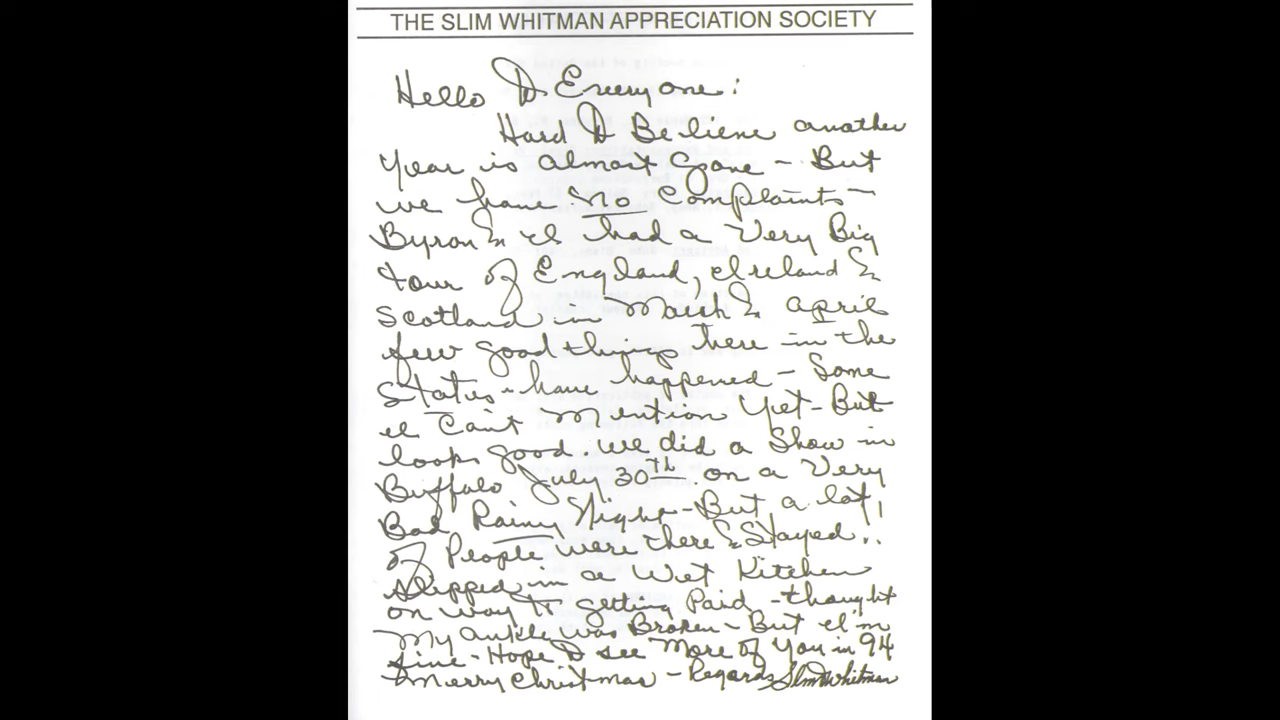 THE SLIM WHITMAN APPRECIATION SOCIETY
Hello To Everyone:
Hard To Believe another
Year is almost Gone - But
we have no Complaints -
Byron & I had a Very Big
tour of England, Ireland &
Scotland in March & April
few good things here in the
States - have happened - Some
I Can't Mention Yet - But
looks good. we did a Show in
Buffalo July 30th on a Very
Bad Rainy Night - But a lot
of People were there & Stayed!!
Slipped in a Wet Kitchen
on way to getting Paid - thought
My ankle was Broken - But I'm
fine - Hope To see More of You in 94
Merry Christmas - Regards Slim Whitman